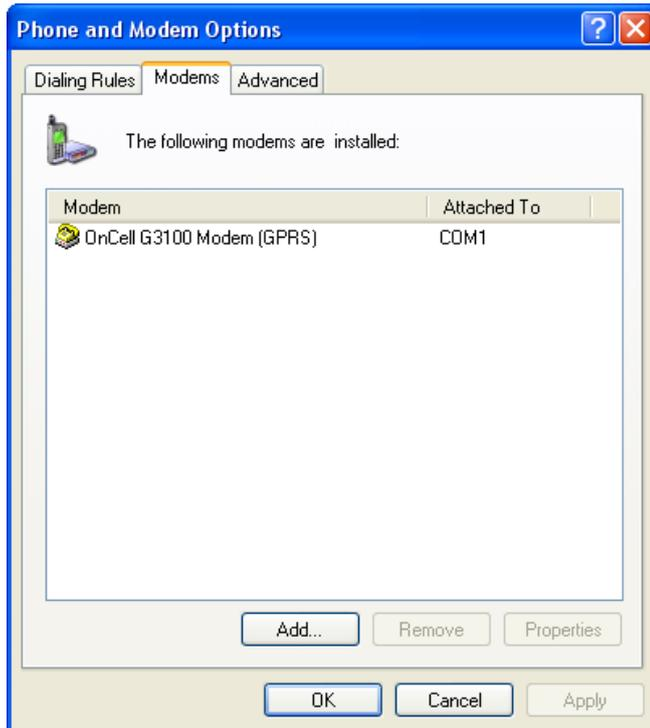 Phone and Modem Options
Dialing Rules Modems Advanced
The following modems are installed:
Modem Attached To
OnCell G3100 Modem (GPRS) COM1
Add... Remove Properties
OK Cancel Apply